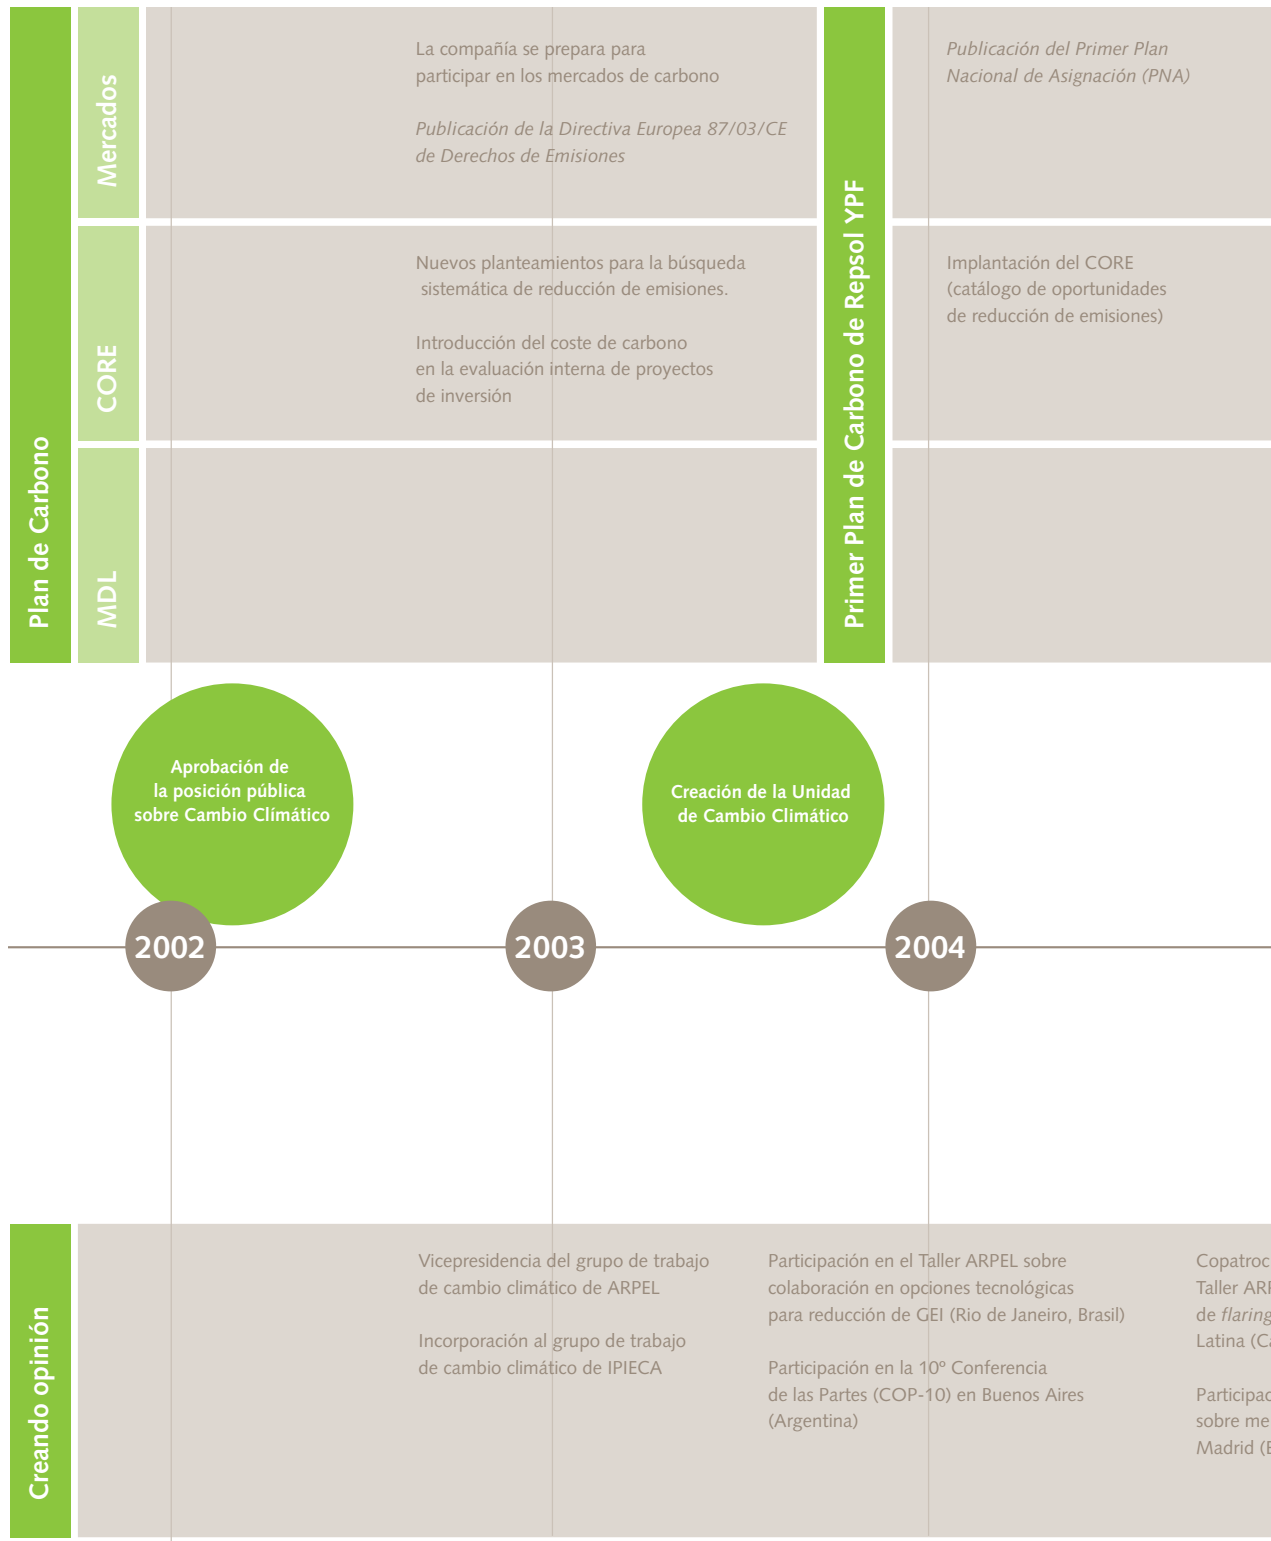 Plan de Carbono
Mercados
La compañía se prepara para
participar en los mercados de carbono
Publicación de la Directiva Europea 87/03/CE
de Derechos de Emisiones
Publicación del Primer Plan
Nacional de Asignación (PNA)
CORE
Nuevos planteamientos para la búsqueda
sistemática de reducción de emisiones.
Introducción del coste de carbono
en la evaluación interna de proyectos
de inversión
Primer Plan de Carbono de Repsol YPF
Implantación del CORE
(catálogo de oportunidades
de reducción de emisiones)
MDL
Aprobación de
la posición pública
sobre Cambio Clímático
Creación de la Unidad
de Cambio Climático
2002
2003
2004
Creando opinión
Vicepresidencia del grupo de trabajo
de cambio climático de ARPEL
Incorporación al grupo de trabajo
de cambio climático de IPIECA
Participación en el Taller ARPEL sobre
colaboración en opciones tecnológicas
para reducción de GEI (Rio de Janeiro, Brasil)
Participación en la 10º Conferencia
de las Partes (COP-10) en Buenos Aires
(Argentina)
Copatroc
Taller
de flaring
Latina
Participac
sobre me
Madrid